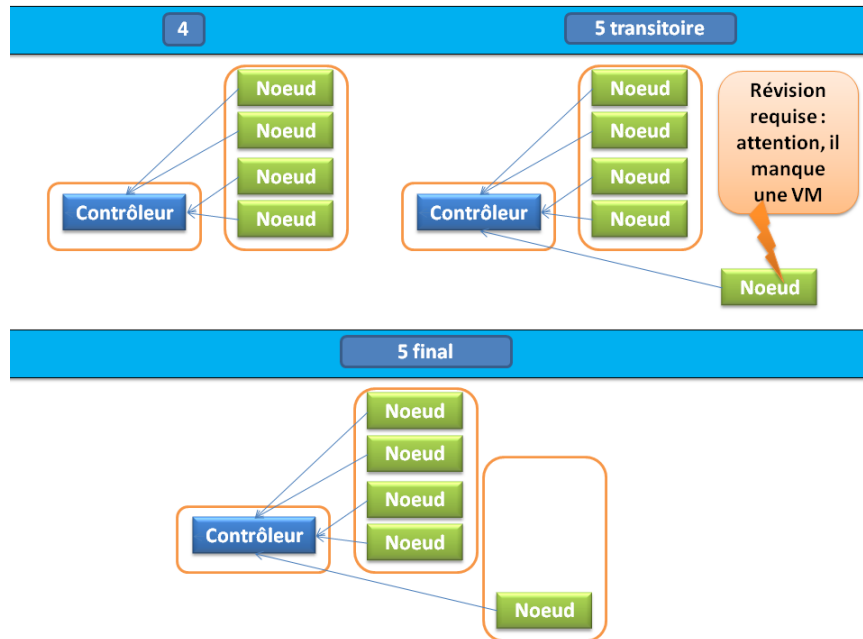 4
5 transitoire
Noeud
Noeud
Noeud
Noeud
Contrôleur
Noeud
Noeud
Noeud
Noeud
Contrôleur
Révision
requise :
attention, il
manque
une VM
Noeud
5 final
Noeud
Noeud
Noeud
Noeud
Contrôleur
Noeud